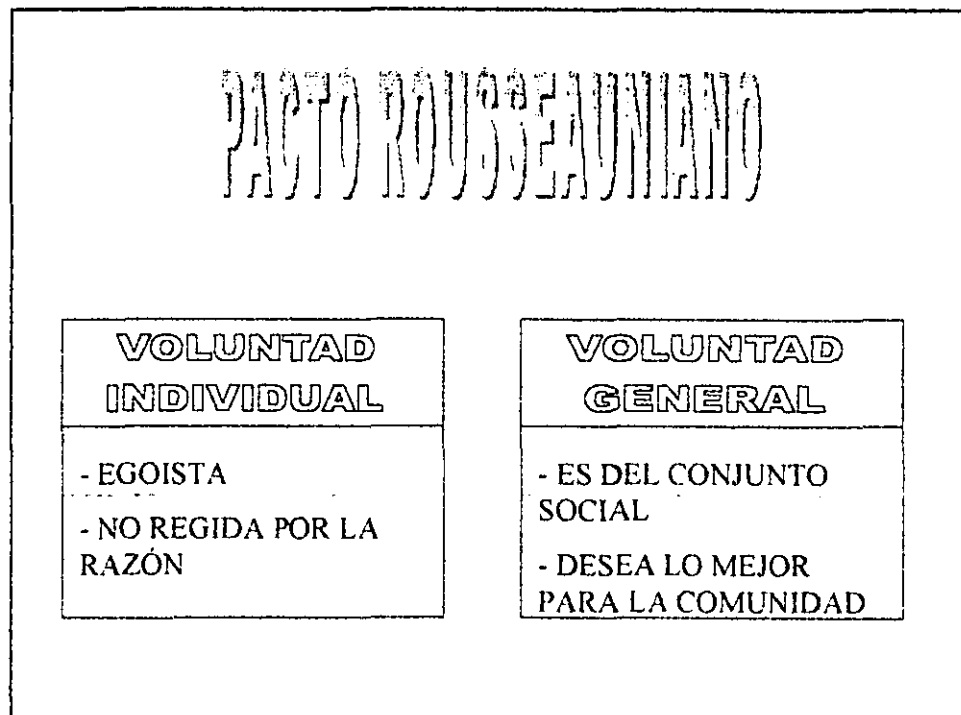 PACTO ROUSSEAUNIANO
VOLUNTAD
INDIVIDUAL
- EGOISTA
- NO REGIDA POR LA
RAZÓN
VOLUNTAD
GENERAL
- ES DEL CONJUNTO
SOCIAL
- DESEA LO MEJOR
PARA LA COMUNIDAD